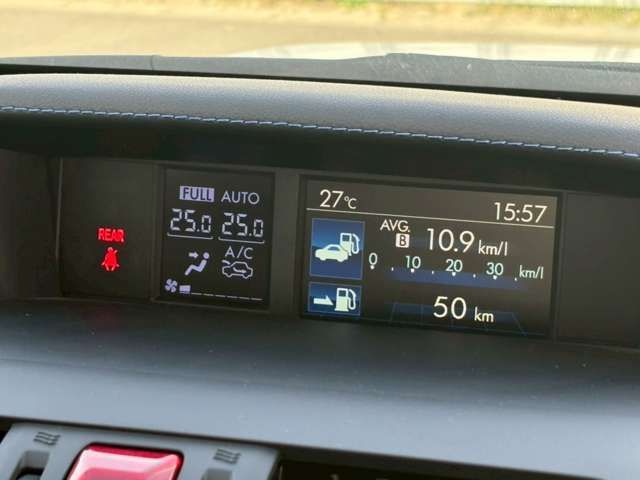 REAR
FULL AUTO
25.0 25.0
A/C
27°C 15:57
AVG.
B 10.9 km/l
0 10 20 30 km/l
50 km